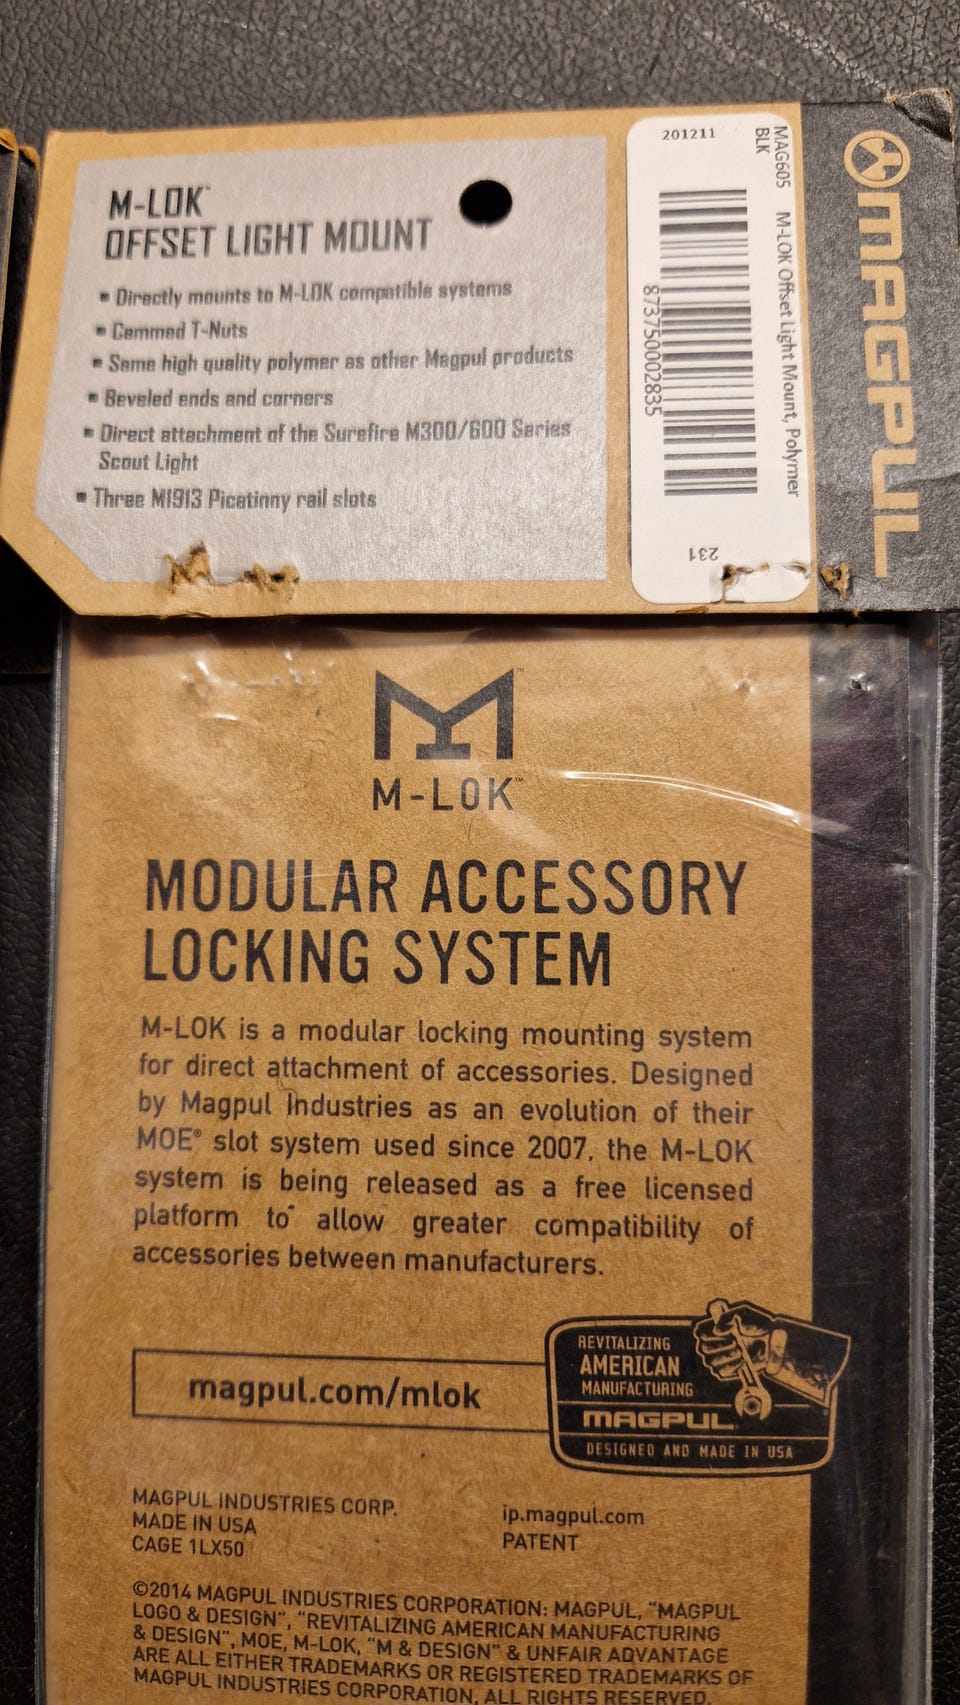 M-LOK™
OFFSET LIGHT MOUNT
▪ Directly mounts to M-LOK compatible systems
▪ Cammed T-Nuts
▪ Same high quality polymer as other Magpul products
▪ Beveled ends and corners
▪ Direct attachment of the Surefire M300/600 Series
Scout Light
▪ Three M1913 Picatinny rail slots
201211
MAG605 M-LOK Offset Light Mount, Polymer
BLK
873750002835
231
MAGPUL
M™
M-LOK™
MODULAR ACCESSORY
LOCKING SYSTEM
M-LOK is a modular locking mounting system
for direct attachment of accessories. Designed
by Magpul Industries as an evolution of their
MOE® slot system used since 2007, the M-LOK
system is being released as a free licensed
platform to allow greater compatibility of
accessories between manufacturers.
magpul.com/mlok
REVITALIZING
AMERICAN
MANUFACTURING
MAGPUL
DESIGNED AND MADE IN USA
MAGPUL INDUSTRIES CORP.
MADE IN USA
CAGE 1LX50
ip.magpul.com
PATENT
©2014 MAGPUL INDUSTRIES CORPORATION: MAGPUL, "MAGPUL
LOGO & DESIGN", "REVITALIZING AMERICAN MANUFACTURING
& DESIGN", MOE, M-LOK, "M & DESIGN" & UNFAIR ADVANTAGE
ARE ALL EITHER TRADEMARKS OR REGISTERED TRADEMARKS OF
MAGPUL INDUSTRIES CORPORATION, ALL RIGHTS RESERVED.